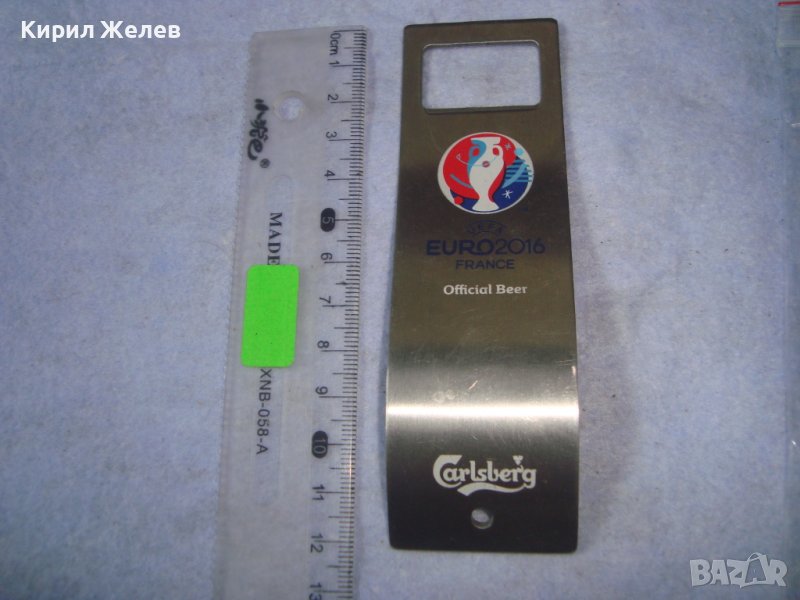 Кирил Желев
0cm 1
2
3
4
5
6
7
8
9
10
11
12
13
®
MADE
XNB-058-A
UEFA
EURO2016
FRANCE
Official Beer
Carlsberg
BAZAR